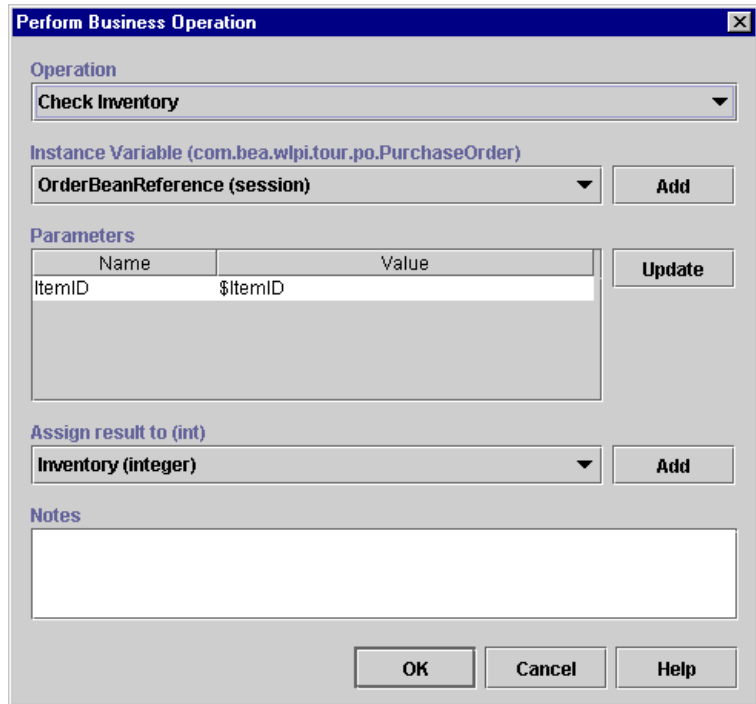 Perform Business Operation
Operation
Check Inventory
Instance Variable (com.bea.wlpi.tour.po.PurchaseOrder)
OrderBeanReference (session)
Add
Parameters
Name Value
Update
ItemID $ItemID
Assign result to (int)
Inventory (integer)
Add
Notes
OK Cancel Help